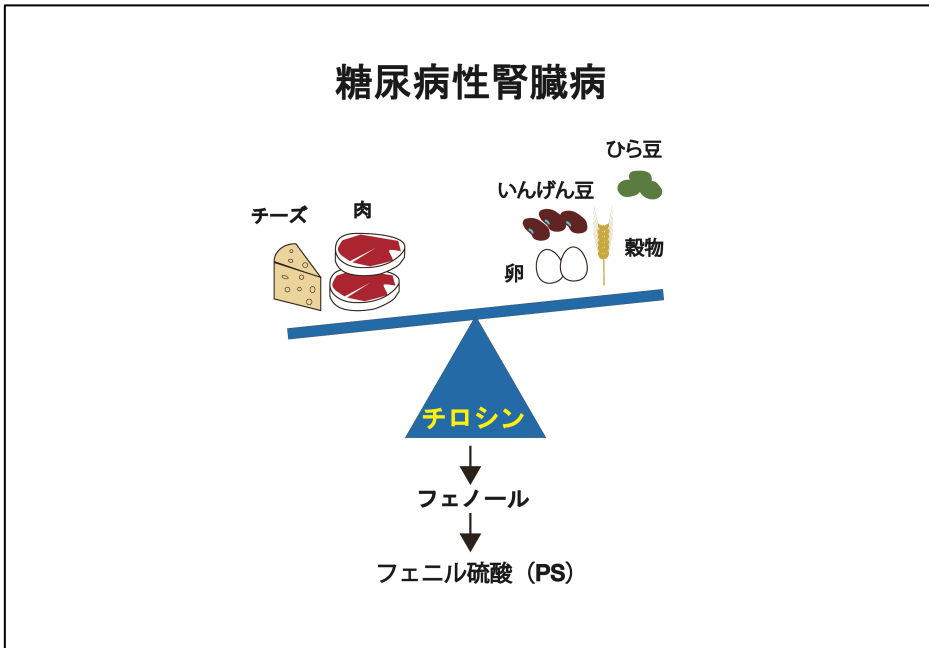 糖尿病性腎臓病
ひら豆
いんげん豆
チーズ
肉
穀物
卵
チロシン
フェノール
フェニル硫酸（PS）